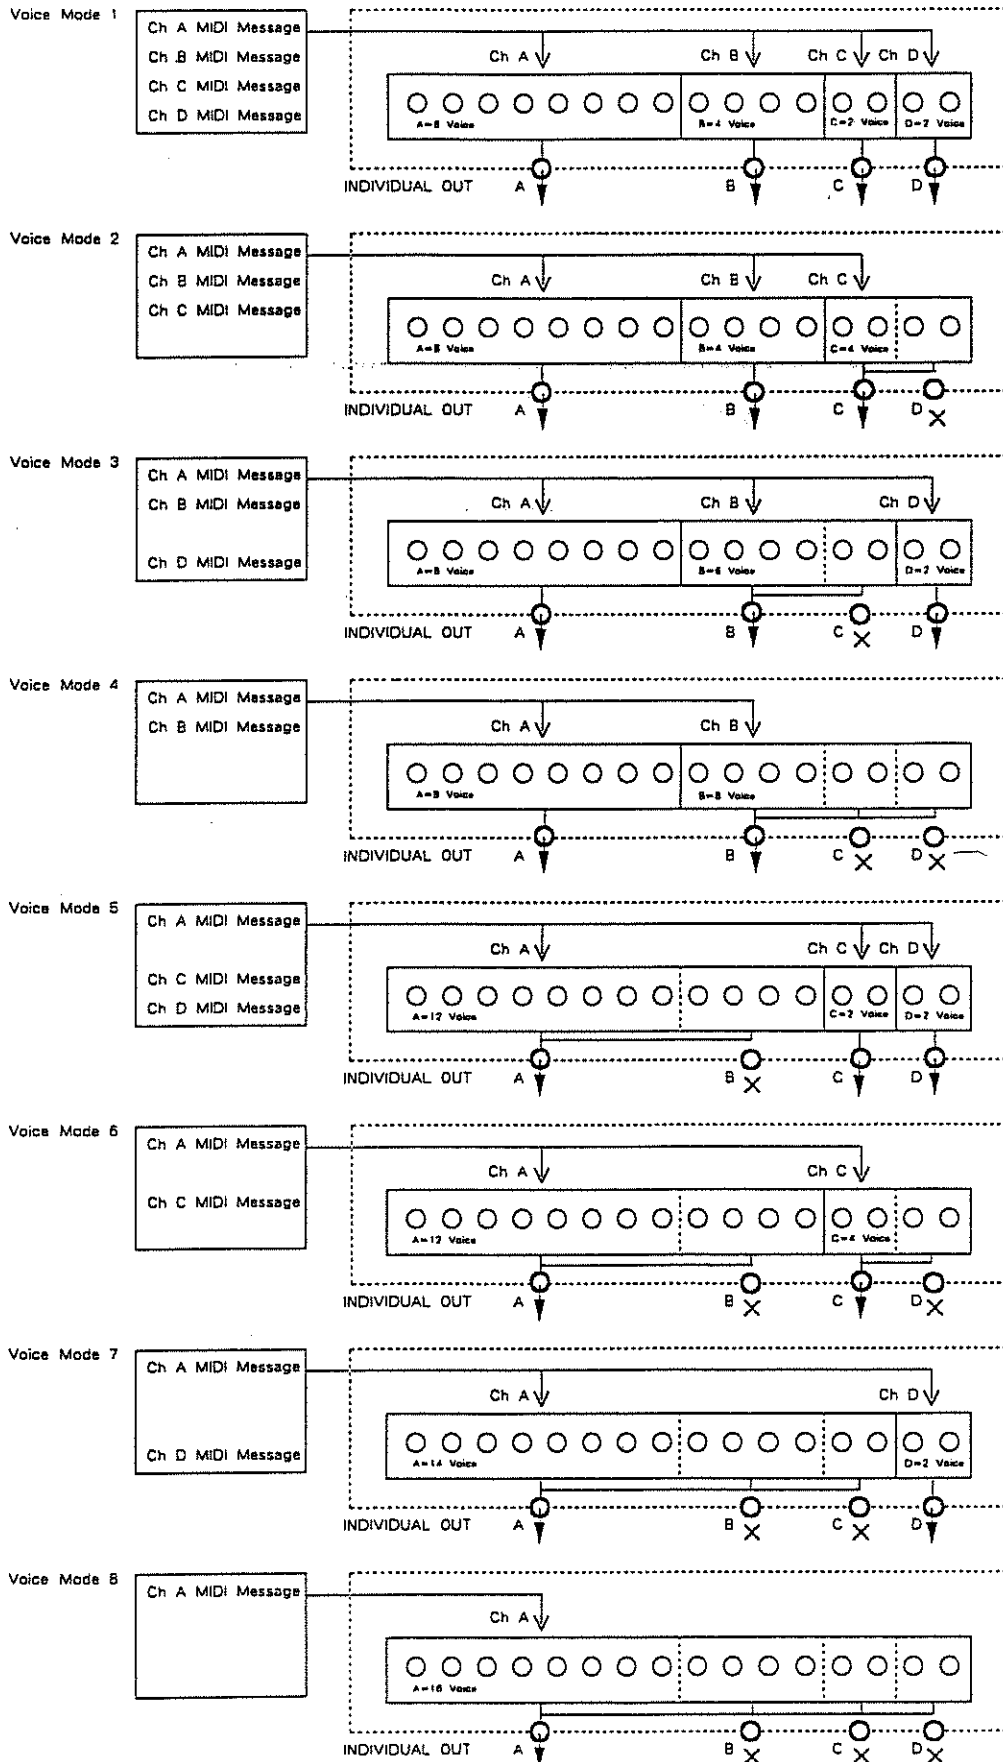 Voice Mode 1
Ch A MIDI Message
Ch B MIDI Message
Ch C MIDI Message
Ch D MIDI Message
Ch A Ch B Ch C Ch D
A=8 Voice B=4 Voice C=2 Voice D=2 Voice
INDIVIDUAL OUT A B C D
Voice Mode 2
Ch A MIDI Message
Ch B MIDI Message
Ch C MIDI Message
Ch A Ch B Ch C
A=8 Voice B=4 Voice C=4 Voice
INDIVIDUAL OUT A B C D
Voice Mode 3
Ch A MIDI Message
Ch B MIDI Message
Ch D MIDI Message
Ch A Ch B Ch D
A=8 Voice B=6 Voice D=2 Voice
INDIVIDUAL OUT A B C D
Voice Mode 4
Ch A MIDI Message
Ch B MIDI Message
Ch A Ch B
A=8 Voice B=8 Voice
INDIVIDUAL OUT A B C D
Voice Mode 5
Ch A MIDI Message
Ch C MIDI Message
Ch D MIDI Message
Ch A Ch C Ch D
A=12 Voice C=2 Voice D=2 Voice
INDIVIDUAL OUT A B C D
Voice Mode 6
Ch A MIDI Message
Ch C MIDI Message
Ch A Ch C
A=12 Voice C=4 Voice
INDIVIDUAL OUT A B C D
Voice Mode 7
Ch A MIDI Message
Ch D MIDI Message
Ch A Ch D
A=14 Voice D=2 Voice
INDIVIDUAL OUT A B C D
Voice Mode 8
Ch A MIDI Message
Ch A
A=16 Voice
INDIVIDUAL OUT A B C D